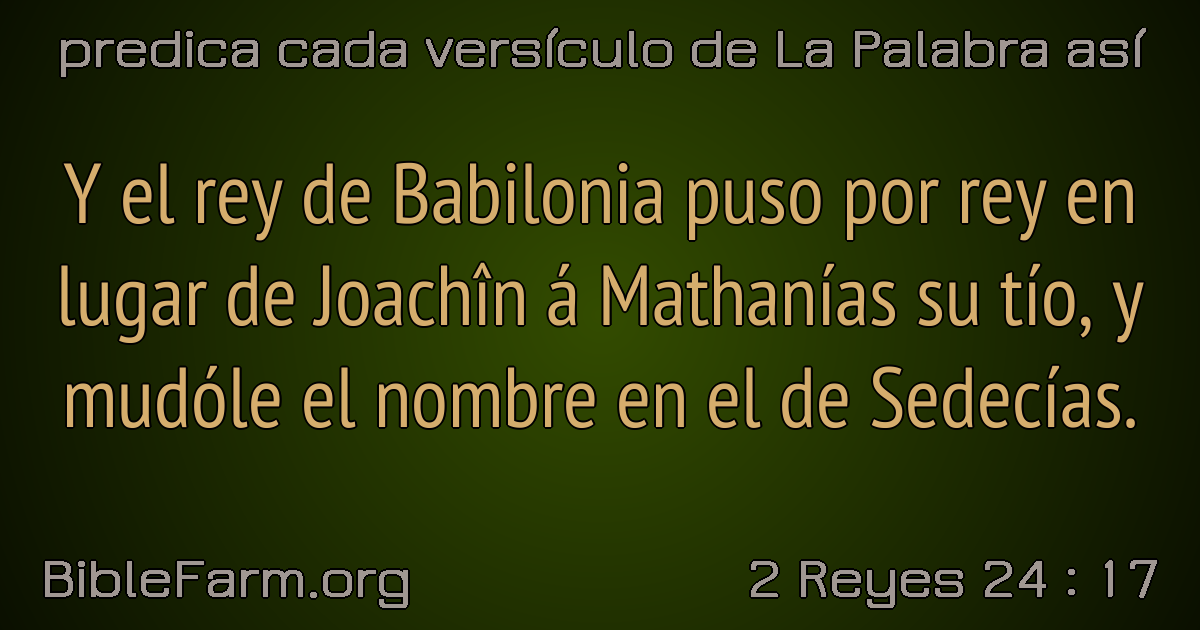 predica cada versículo de La Palabra así
Y el rey de Babilonia puso por rey en
lugar de Joachîn á Mathanías su tío, y
mudóle el nombre en el de Sedecías.
BibleFarm.org
2 Reyes 24 : 17